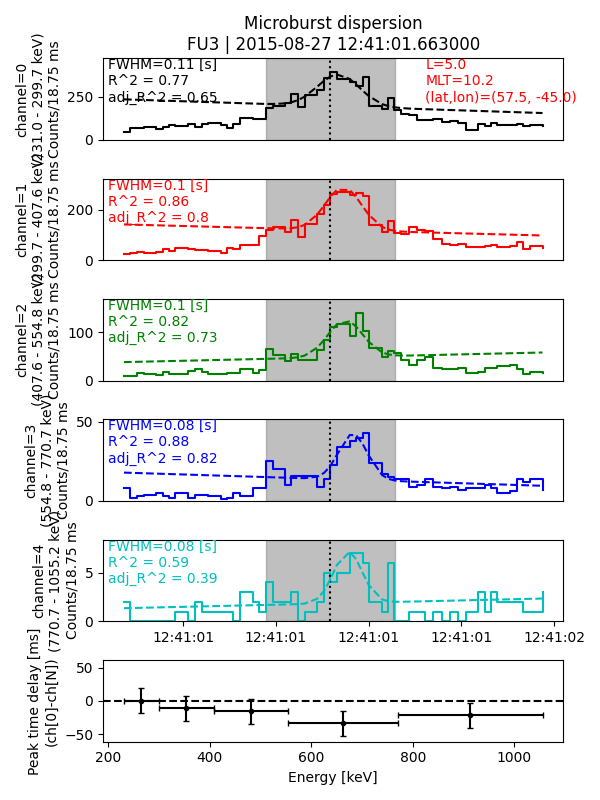 Microburst dispersion
FU3 | 2015-08-27 12:41:01.663000
channel=0
(231.0 - 299.7 keV)
Counts/18.75 ms
250
0
FWHM=0.11 [s]
R^2 = 0.77
adj_R^2 = 0.65
L=5.0
MLT=10.2
(lat,lon)=(57.5, -45.0)
channel=1
(299.7 - 407.6 keV)
Counts/18.75 ms
200
0
FWHM=0.1 [s]
R^2 = 0.86
adj_R^2 = 0.8
channel=2
(407.6 - 554.8 keV)
Counts/18.75 ms
100
0
FWHM=0.1 [s]
R^2 = 0.82
adj_R^2 = 0.73
channel=3
(554.8 - 770.7 keV)
Counts/18.75 ms
50
0
FWHM=0.08 [s]
R^2 = 0.88
adj_R^2 = 0.82
channel=4
(770.7 - 1055.2 keV)
Counts/18.75 ms
5
0
FWHM=0.08 [s]
R^2 = 0.59
adj_R^2 = 0.39
12:41:01 12:41:01 12:41:01 12:41:01 12:41:02
Peak time delay [ms]
(ch[0]-ch[N])
50
0
−50
200 400 600 800 1000
Energy [keV]